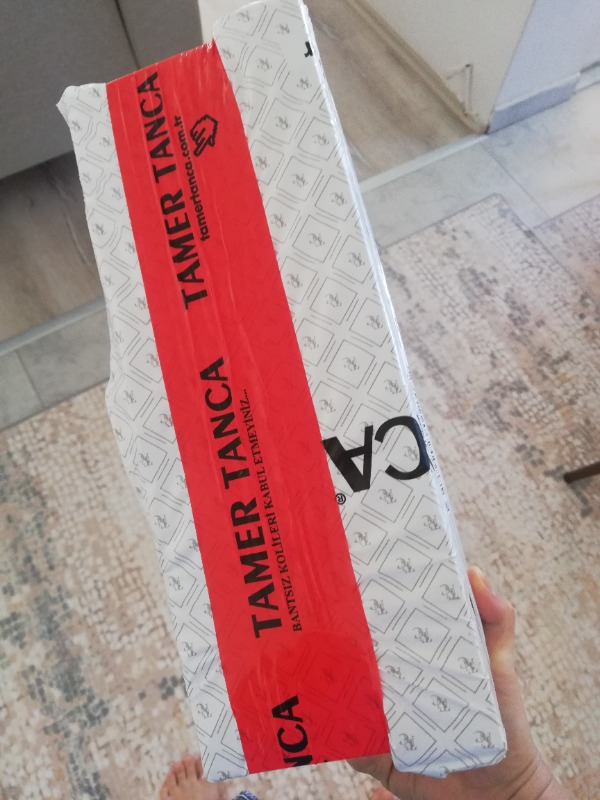 TAMER TANCA
tamertanca.com.tr
TAMER TANCA
BANTSIZ KOLİLERİ KABUL ETMEYİNİZ...
NCA
CA®